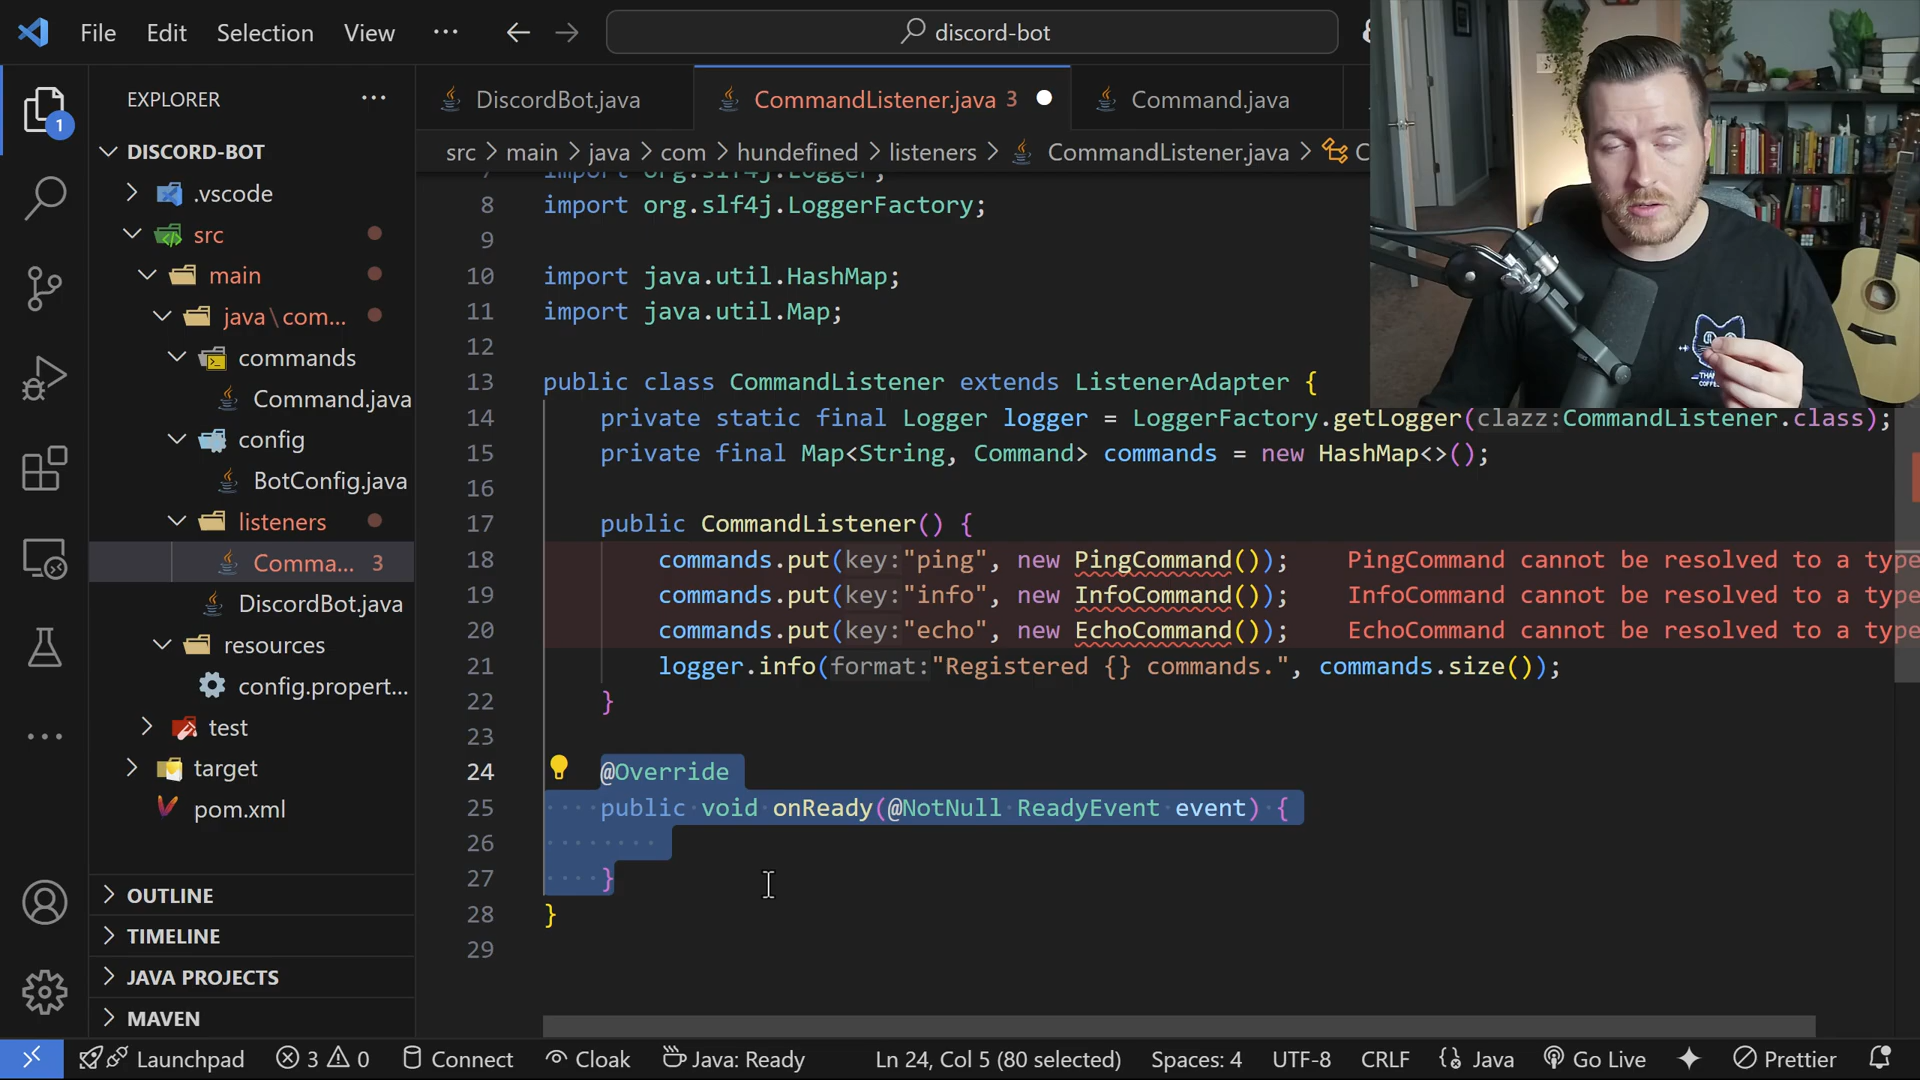 File Edit Selection View ··· discord-bot
EXPLORER ···
DiscordBot.java
CommandListener.java 3
Command.java
DISCORD-BOT
.vscode
src
main
java\com...
commands
Command.java
config
BotConfig.java
listeners
Comma... 3
DiscordBot.java
resources
config.propert...
test
target
pom.xml
OUTLINE
TIMELINE
JAVA PROJECTS
MAVEN
1
src > main > java > com > hundefined > listeners > CommandListener.java > C
7 import org.slf4j.Logger;
8 import org.slf4j.LoggerFactory;
9
10 import java.util.HashMap;
11 import java.util.Map;
12
13 public class CommandListener extends ListenerAdapter {
14 private static final Logger logger = LoggerFactory.getLogger(clazz:CommandListener.class);
15 private final Map<String, Command> commands = new HashMap<>();
16
17 public CommandListener() {
18 commands.put(key:"ping", new PingCommand()); PingCommand cannot be resolved to a type
19 commands.put(key:"info", new InfoCommand()); InfoCommand cannot be resolved to a type
20 commands.put(key:"echo", new EchoCommand()); EchoCommand cannot be resolved to a type
21 logger.info(format:"Registered {} commands.", commands.size());
22 }
23
24 @Override
25 public void onReady(@NotNull ReadyEvent event) {
26
27 }
28 }
29
Launchpad 3 0 Connect Cloak Java: Ready Ln 24, Col 5 (80 selected) Spaces: 4 UTF-8 CRLF {} Java Go Live Prettier